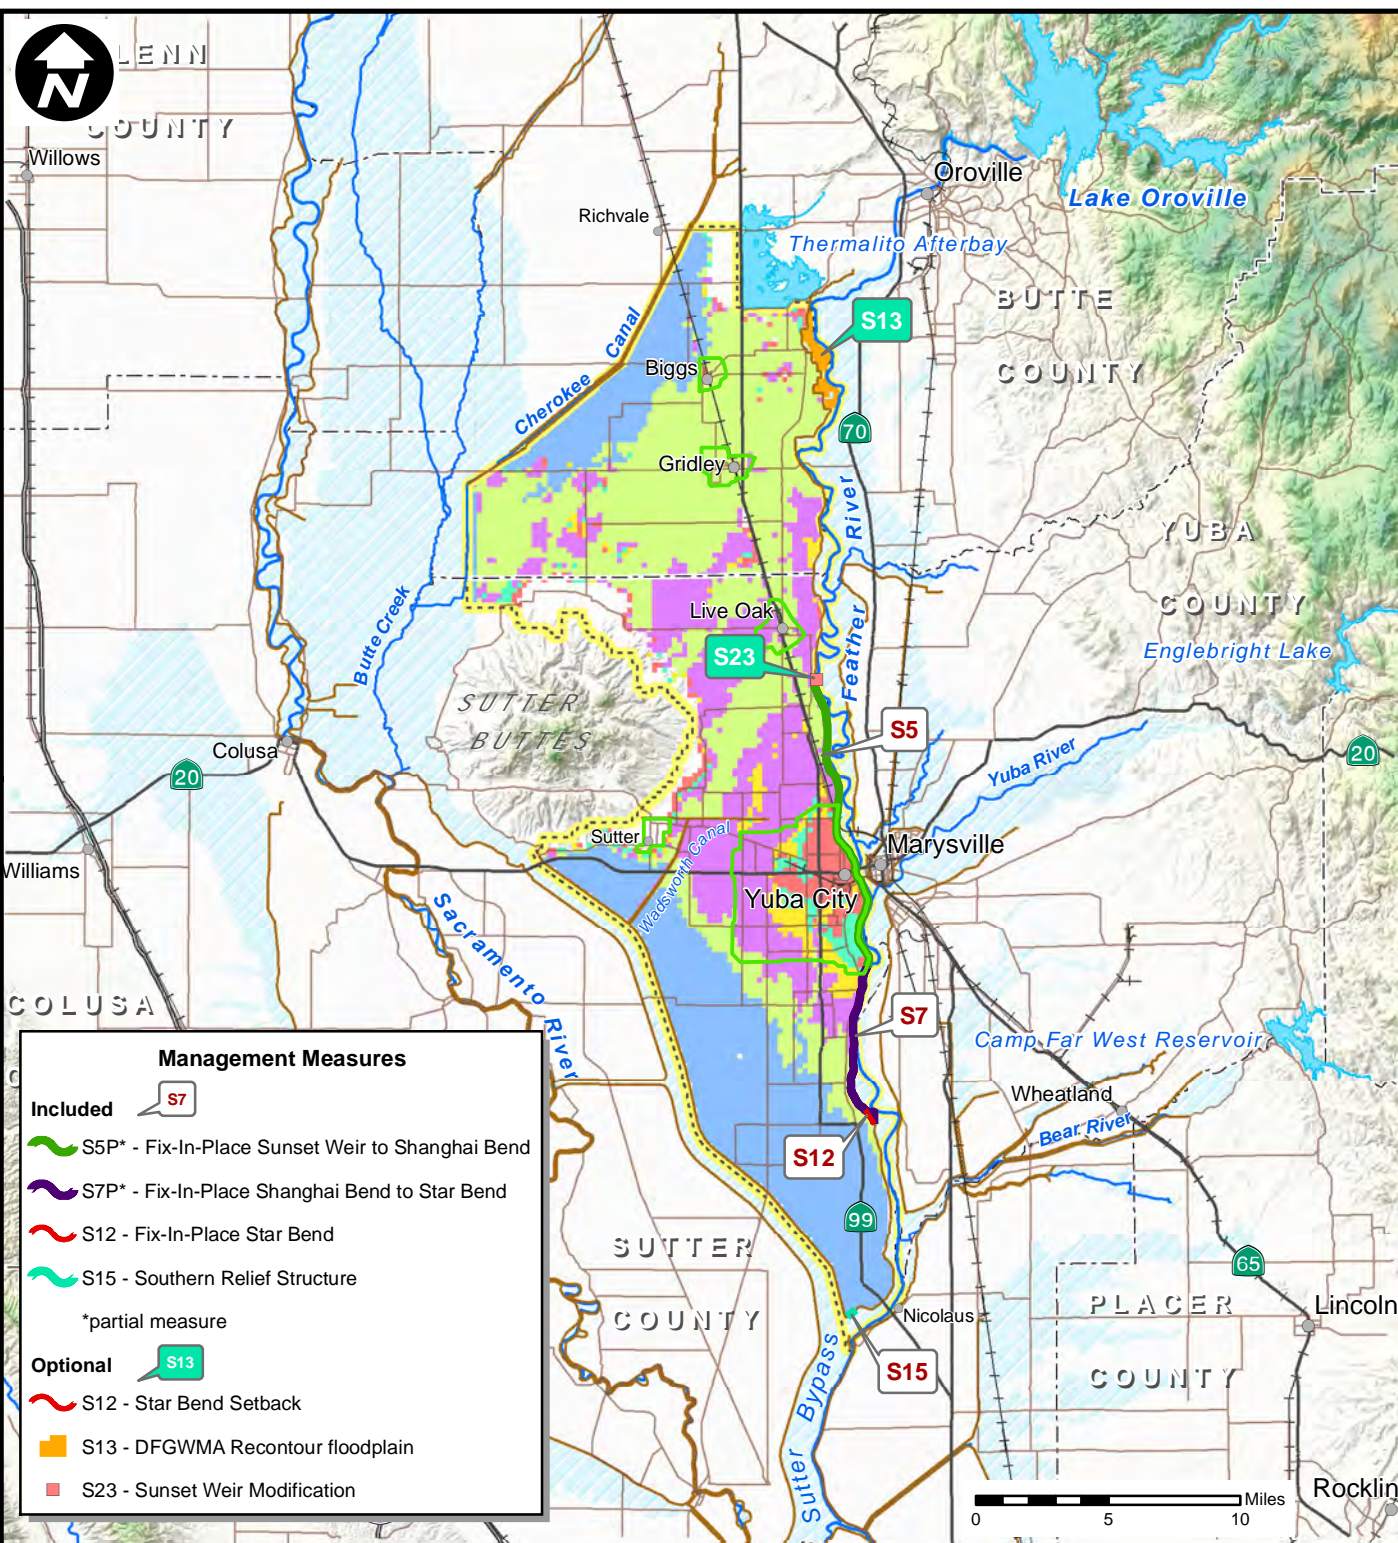 N
LENN
COUNTY
Willows
Oroville
Lake Oroville
Richvale
Thermalito Afterbay
BUTTE
COUNTY
S13
Cherokee Canal
Biggs
70
Gridley
Feather River
YUBA
COUNTY
Butte Creek
Live Oak
Englebright Lake
S23
SUTTER
BUTTES
S5
Colusa
20
Yuba River
20
Sutter
Wadsworth Canal
Marysville
Williams
Yuba City
Sacramento River
COLUSA
S7
Camp Far West Reservoir
Wheatland
Bear River
S12
99
SUTTER
COUNTY
65
PLACER
COUNTY
Lincoln
Nicolaus
S15
Sutter Bypass
Rocklin
Management Measures
Included
S7
S5P* - Fix-In-Place Sunset Weir to Shanghai Bend
S7P* - Fix-In-Place Shanghai Bend to Star Bend
S12 - Fix-In-Place Star Bend
S15 - Southern Relief Structure
*partial measure
Optional
S13
S12 - Star Bend Setback
S13 - DFGWMA Recontour floodplain
S23 - Sunset Weir Modification
Miles
0 5 10